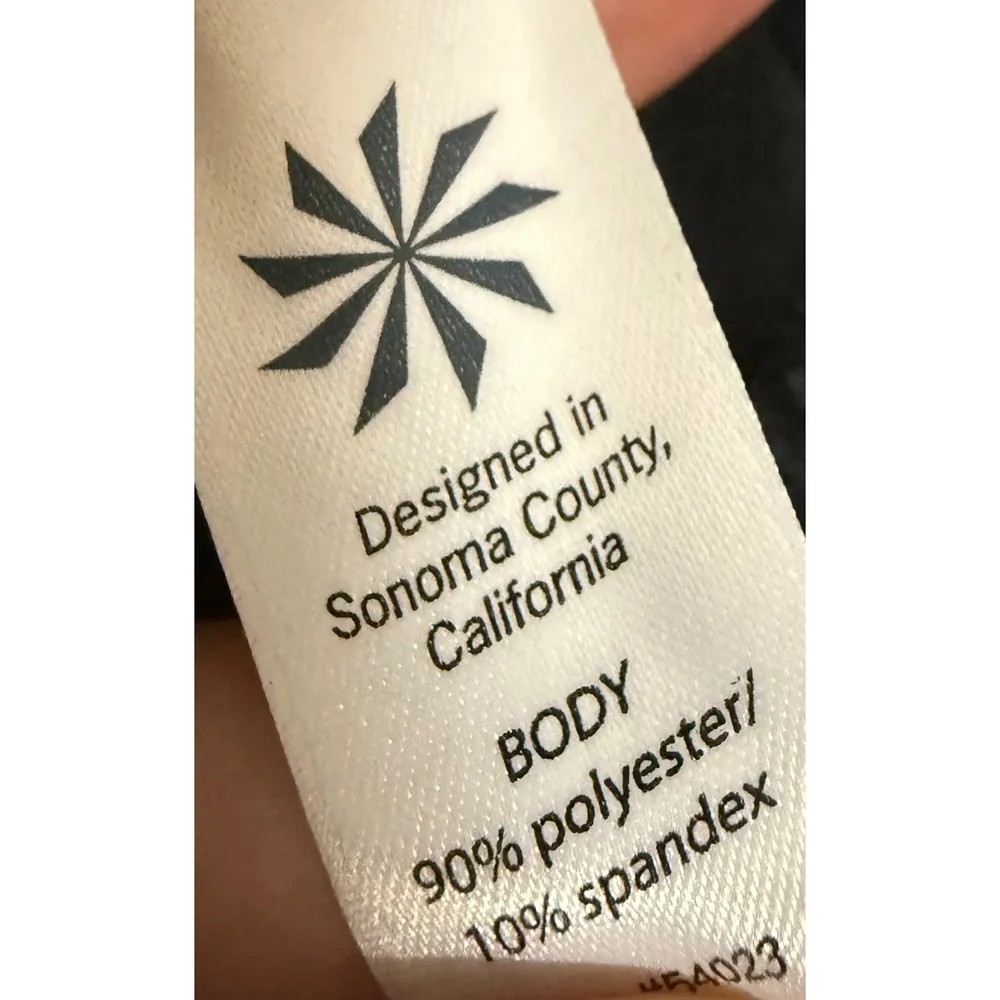 Designed in
Sonoma County,
California
BODY
90% polyester/
10% spandex